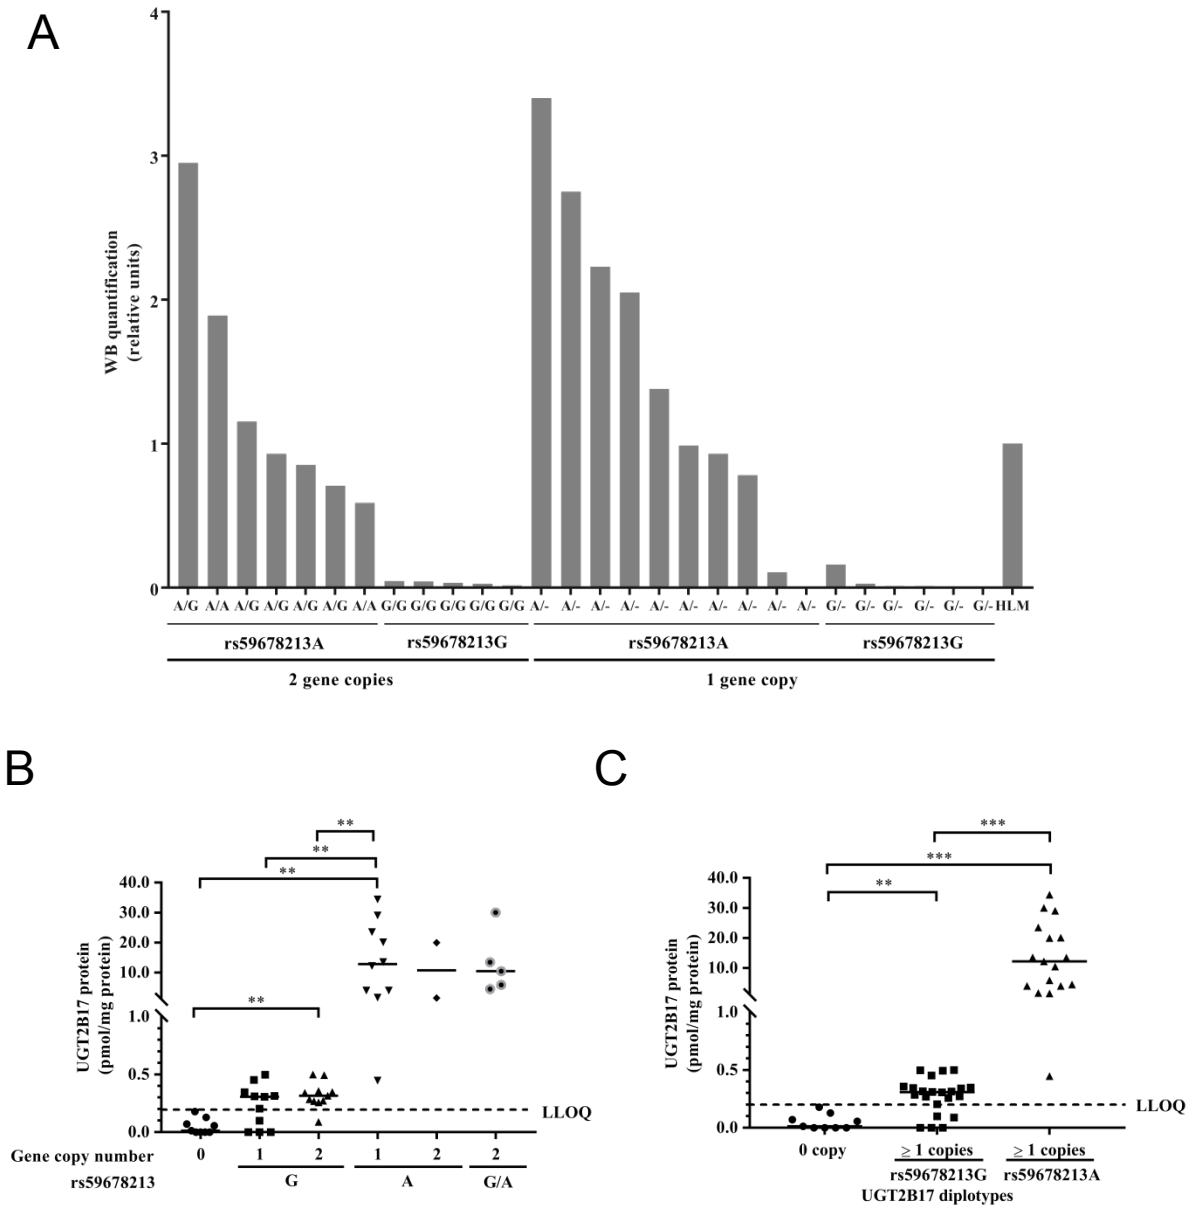 A
4
3
2
1
0
WB quantification
(relative units)
A/G A/A A/G A/G A/G A/G A/A G/G G/G G/G G/G G/G A/- A/- A/- A/- A/- A/- A/- A/- A/- A/- G/- G/- G/- G/- G/- G/- HLM
rs59678213A rs59678213G rs59678213A rs59678213G
2 gene copies 1 gene copy
B
**
**
**
**
40.0
30.0
20.0
10.0
1.0
0.5
0.0
UGT2B17 protein
(pmol/mg protein)
LLOQ
Gene copy number 0 1 2 1 2 2
rs59678213 G A G/A
C
***
***
**
40.0
30.0
20.0
10.0
1.0
0.5
0.0
UGT2B17 protein
(pmol/mg protein)
LLOQ
0 copy ≥ 1 copies ≥ 1 copies
rs59678213G rs59678213A
UGT2B17 diplotypes